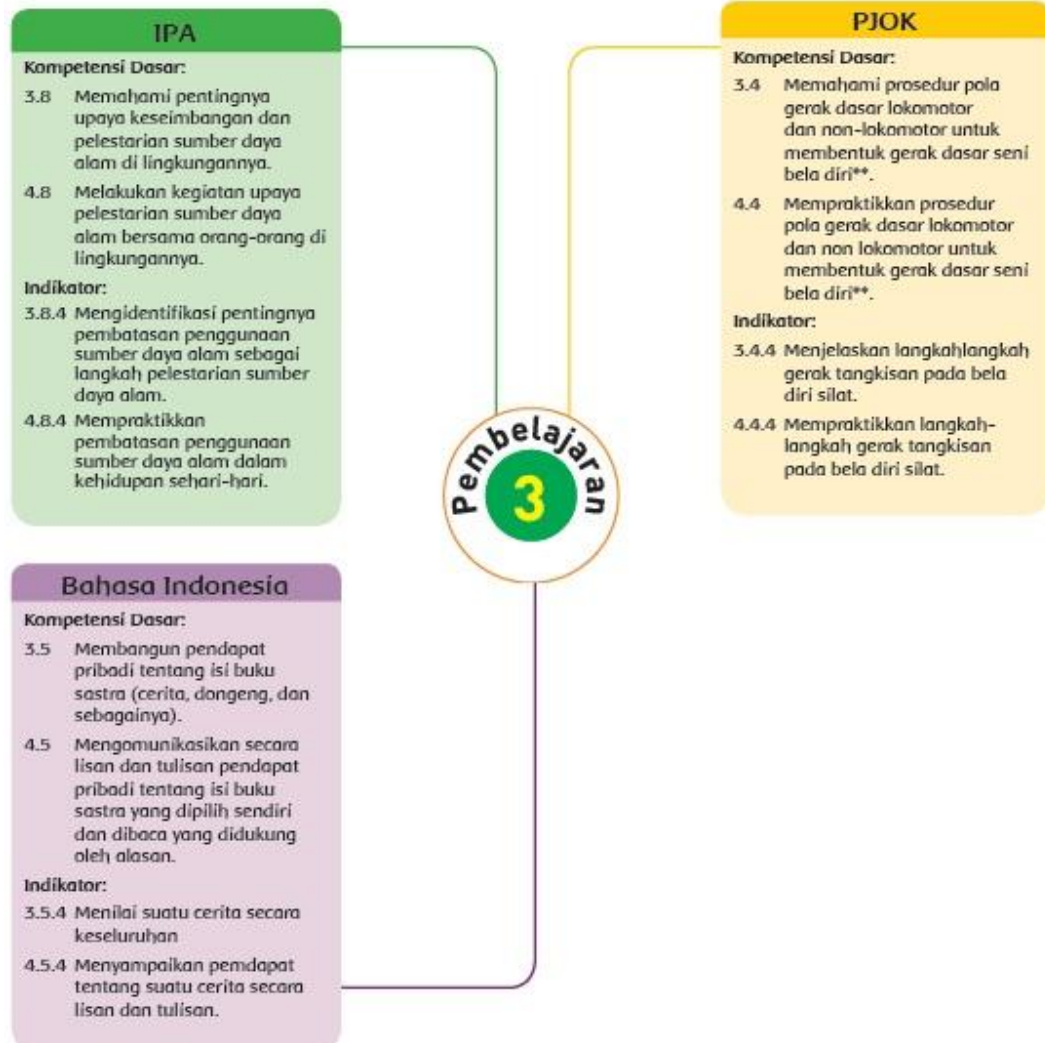 IPA
Kompetensi Dasar:
3.8 Memahami pentingnya
upaya keseimbangan dan
pelestarian sumber daya
alam di lingkungannya.
4.8 Melakukan kegiatan upaya
pelestarian sumber daya
alam bersama orang-orang di
lingkungannya.
Indikator:
3.8.4 Mengidentifikasi pentingnya
pembatasan penggunaan
sumber daya alam sebagai
langkah pelestarian sumber
daya alam.
4.8.4 Mempraktikkan
pembatasan penggunaan
sumber daya alam dalam
kehidupan sehari-hari.
PJOK
Kompetensi Dasar:
3.4 Memahami prosedur pola
gerak dasar lokomotor
dan non-lokomotor untuk
membentuk gerak dasar seni
bela diri**.
4.4 Mempraktikkan prosedur
pola gerak dasar lokomotor
dan non lokomotor untuk
membentuk gerak dasar seni
bela diri**.
Indikator:
3.4.4 Menjelaskan langkahlangkah
gerak tangkisan pada bela
diri silat.
4.4.4 Mempraktikkan langkah-
langkah gerak tangkisan
pada bela diri silat.
Pembelajaran
3
Bahasa Indonesia
Kompetensi Dasar:
3.5 Membangun pendapat
pribadi tentang isi buku
sastra (cerita, dongeng, dan
sebagainya).
4.5 Mengomunikasikan secara
lisan dan tulisan pendapat
pribadi tentang isi buku
sastra yang dipilih sendiri
dan dibaca yang didukung
oleh alasan.
Indikator:
3.5.4 Menilai suatu cerita secara
keseluruhan
4.5.4 Menyampaikan pemdapat
tentang suatu cerita secara
lisan dan tulisan.